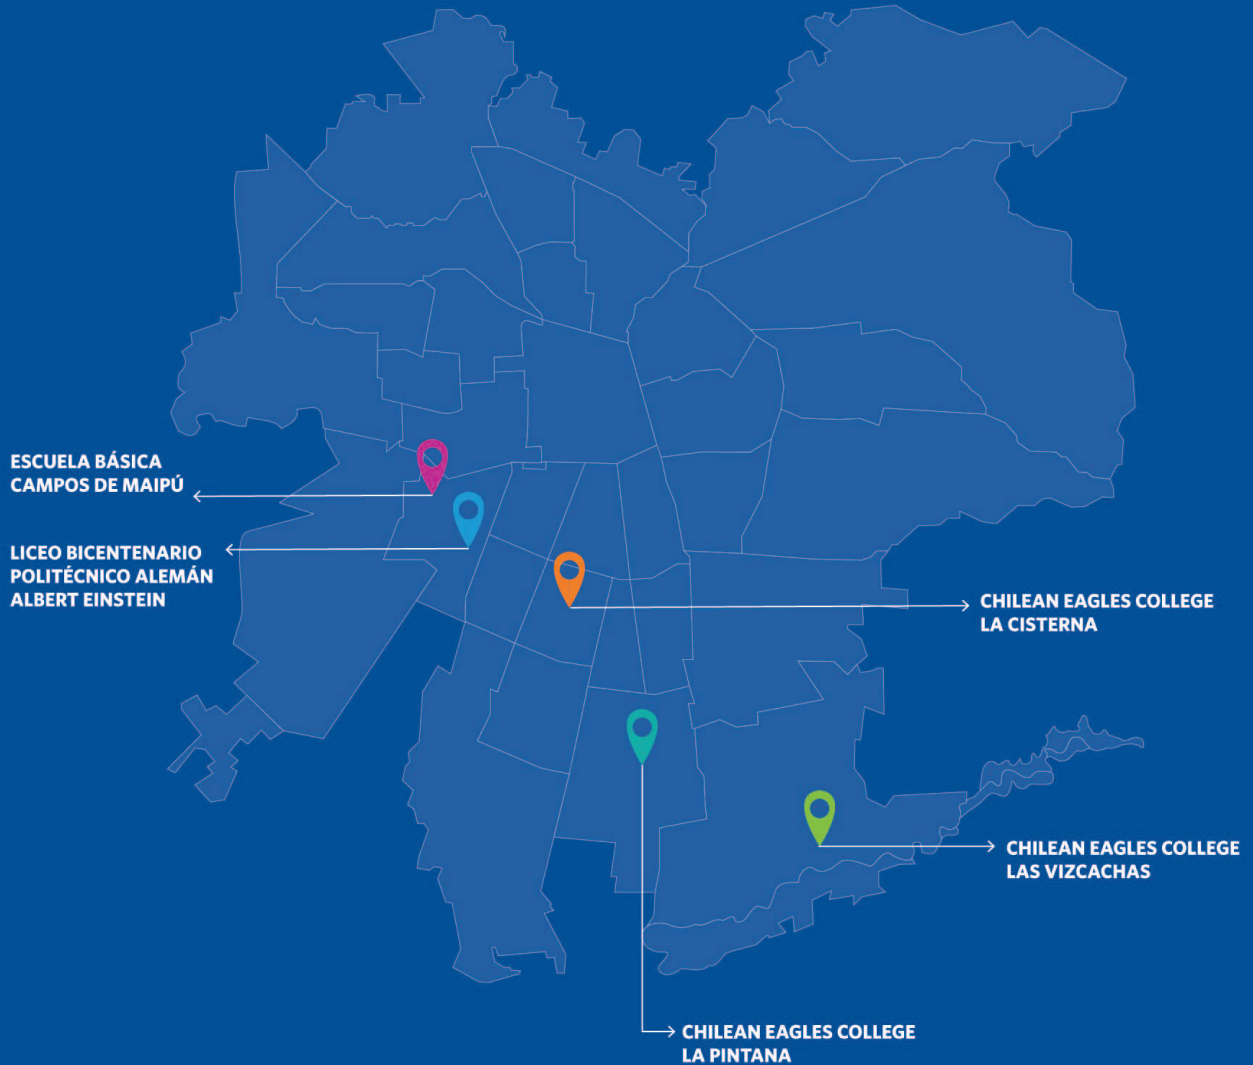 ESCUELA BÁSICA
CAMPOS DE MAIPÚ
LICEO BICENTENARIO
POLITÉCNICO ALEMÁN
ALBERT EINSTEIN
CHILEAN EAGLES COLLEGE
LA CISTERNA
CHILEAN EAGLES COLLEGE
LAS VIZCACHAS
CHILEAN EAGLES COLLEGE
LA PINTANA